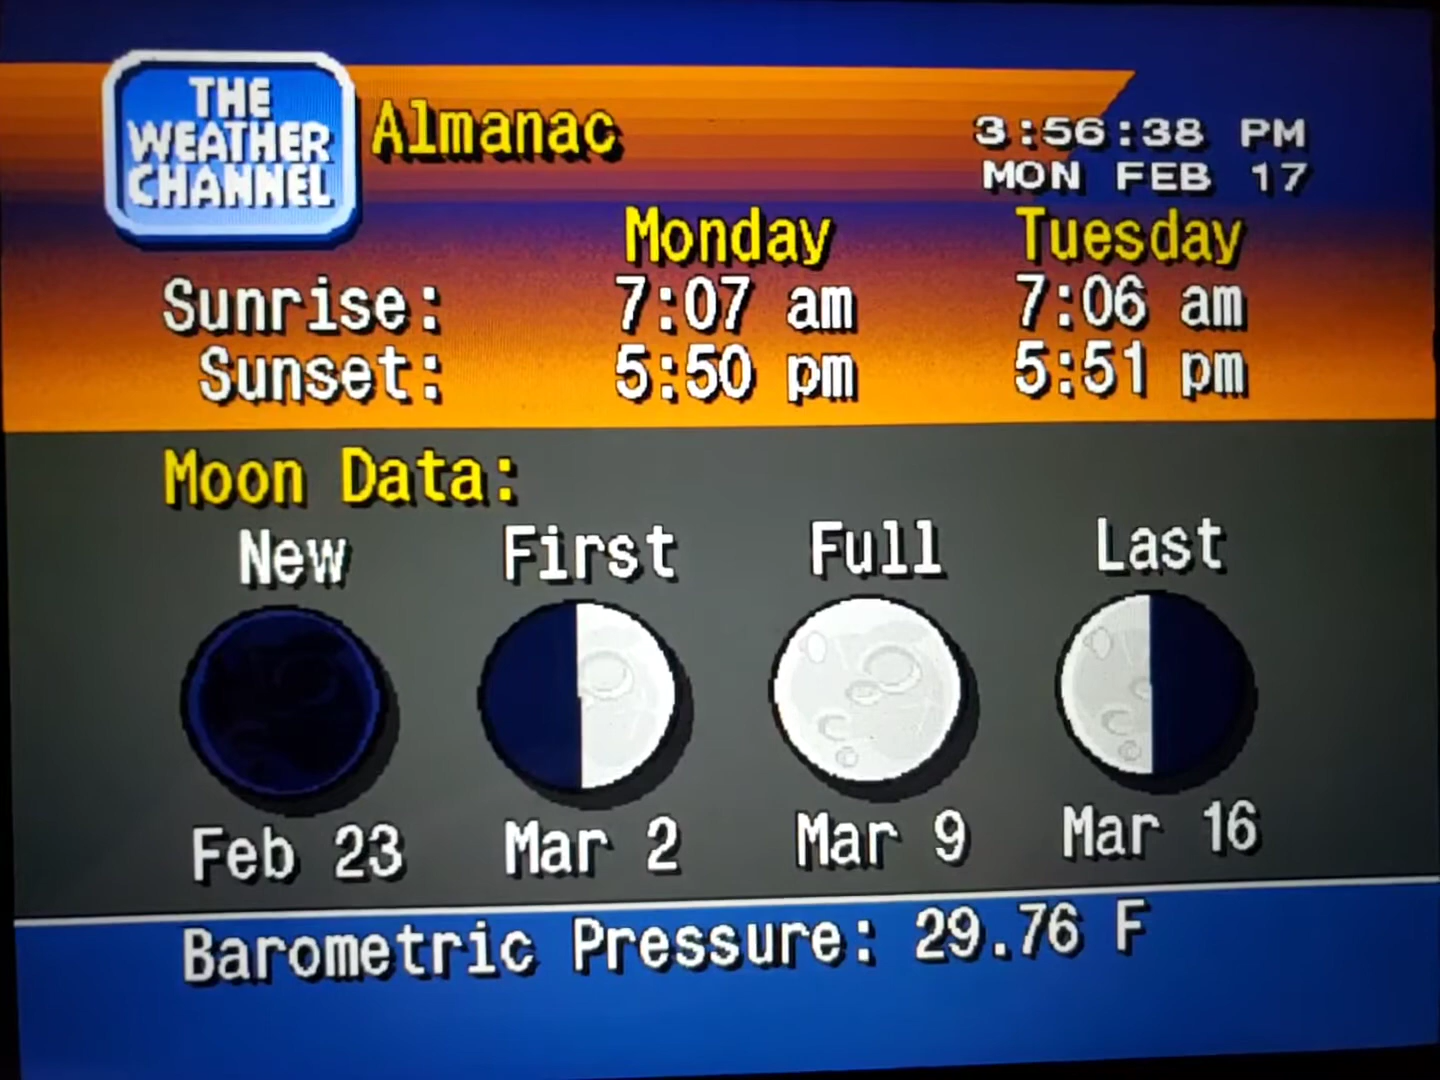 THE
WEATHER
CHANNEL
Almanac
3:56:38 PM
MON FEB 17
Monday Tuesday
Sunrise: 7:07 am 7:06 am
Sunset: 5:50 pm 5:51 pm
Moon Data:
New First Full Last
Feb 23 Mar 2 Mar 9 Mar 16
Barometric Pressure: 29.76 F